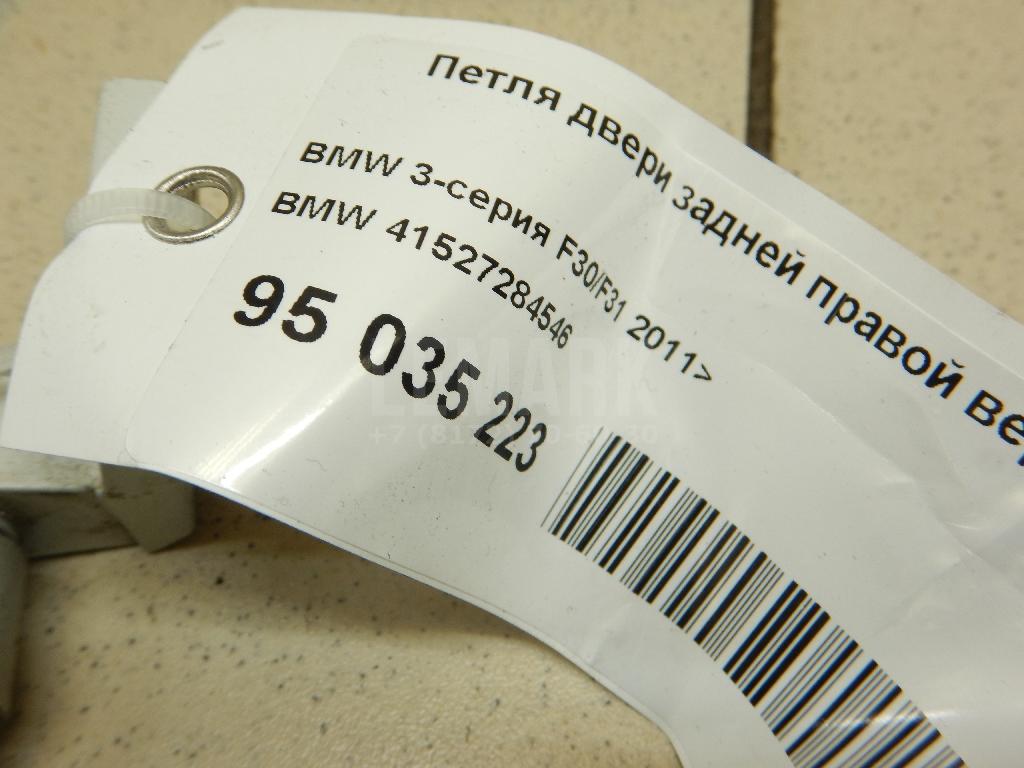 Петля двери задней правой ве
BMW 3-серия F30/F31 2011>
BMW 41527284546
95 035 223